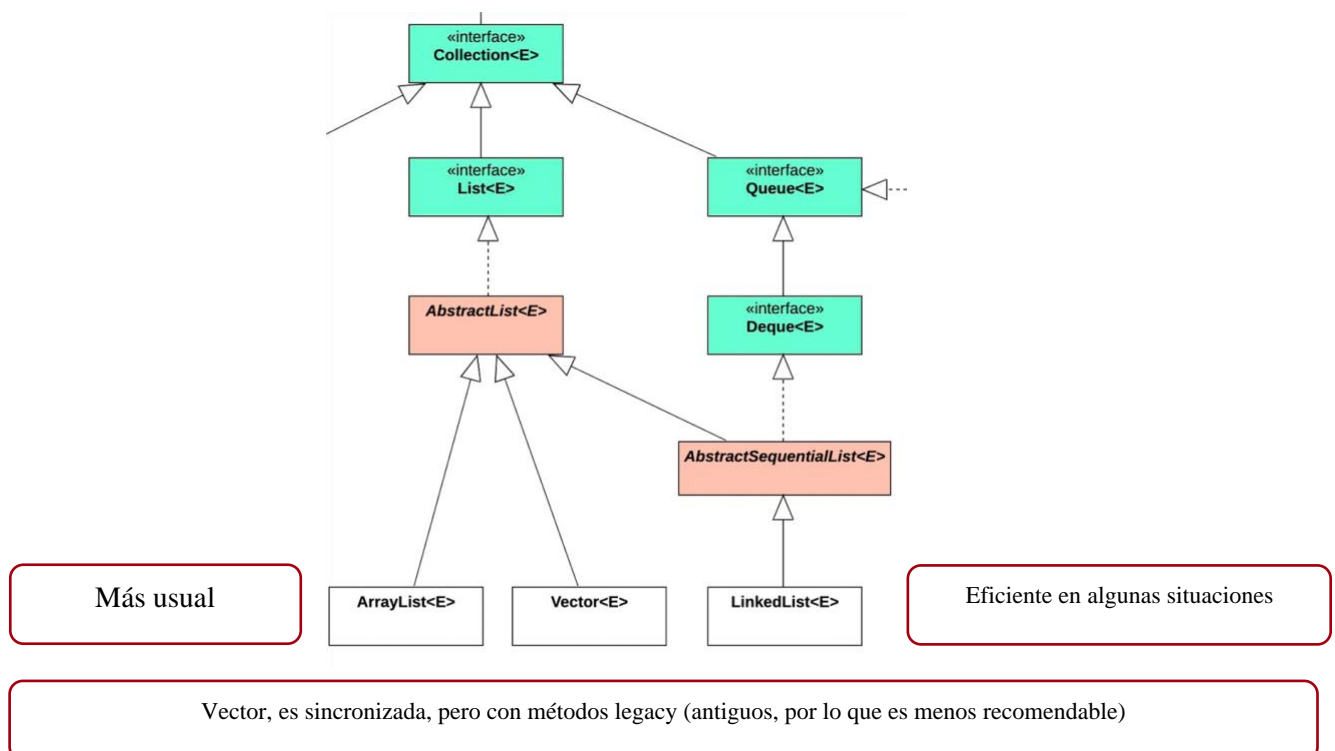 «interface»
Collection<E>
«interface»
List<E>
«interface»
Queue<E>
AbstractList<E>
«interface»
Deque<E>
AbstractSequentialList<E>
Más usual
ArrayList<E>
Vector<E>
LinkedList<E>
Eficiente en algunas situaciones
Vector, es sincronizada, pero con métodos legacy (antiguos, por lo que es menos recomendable)